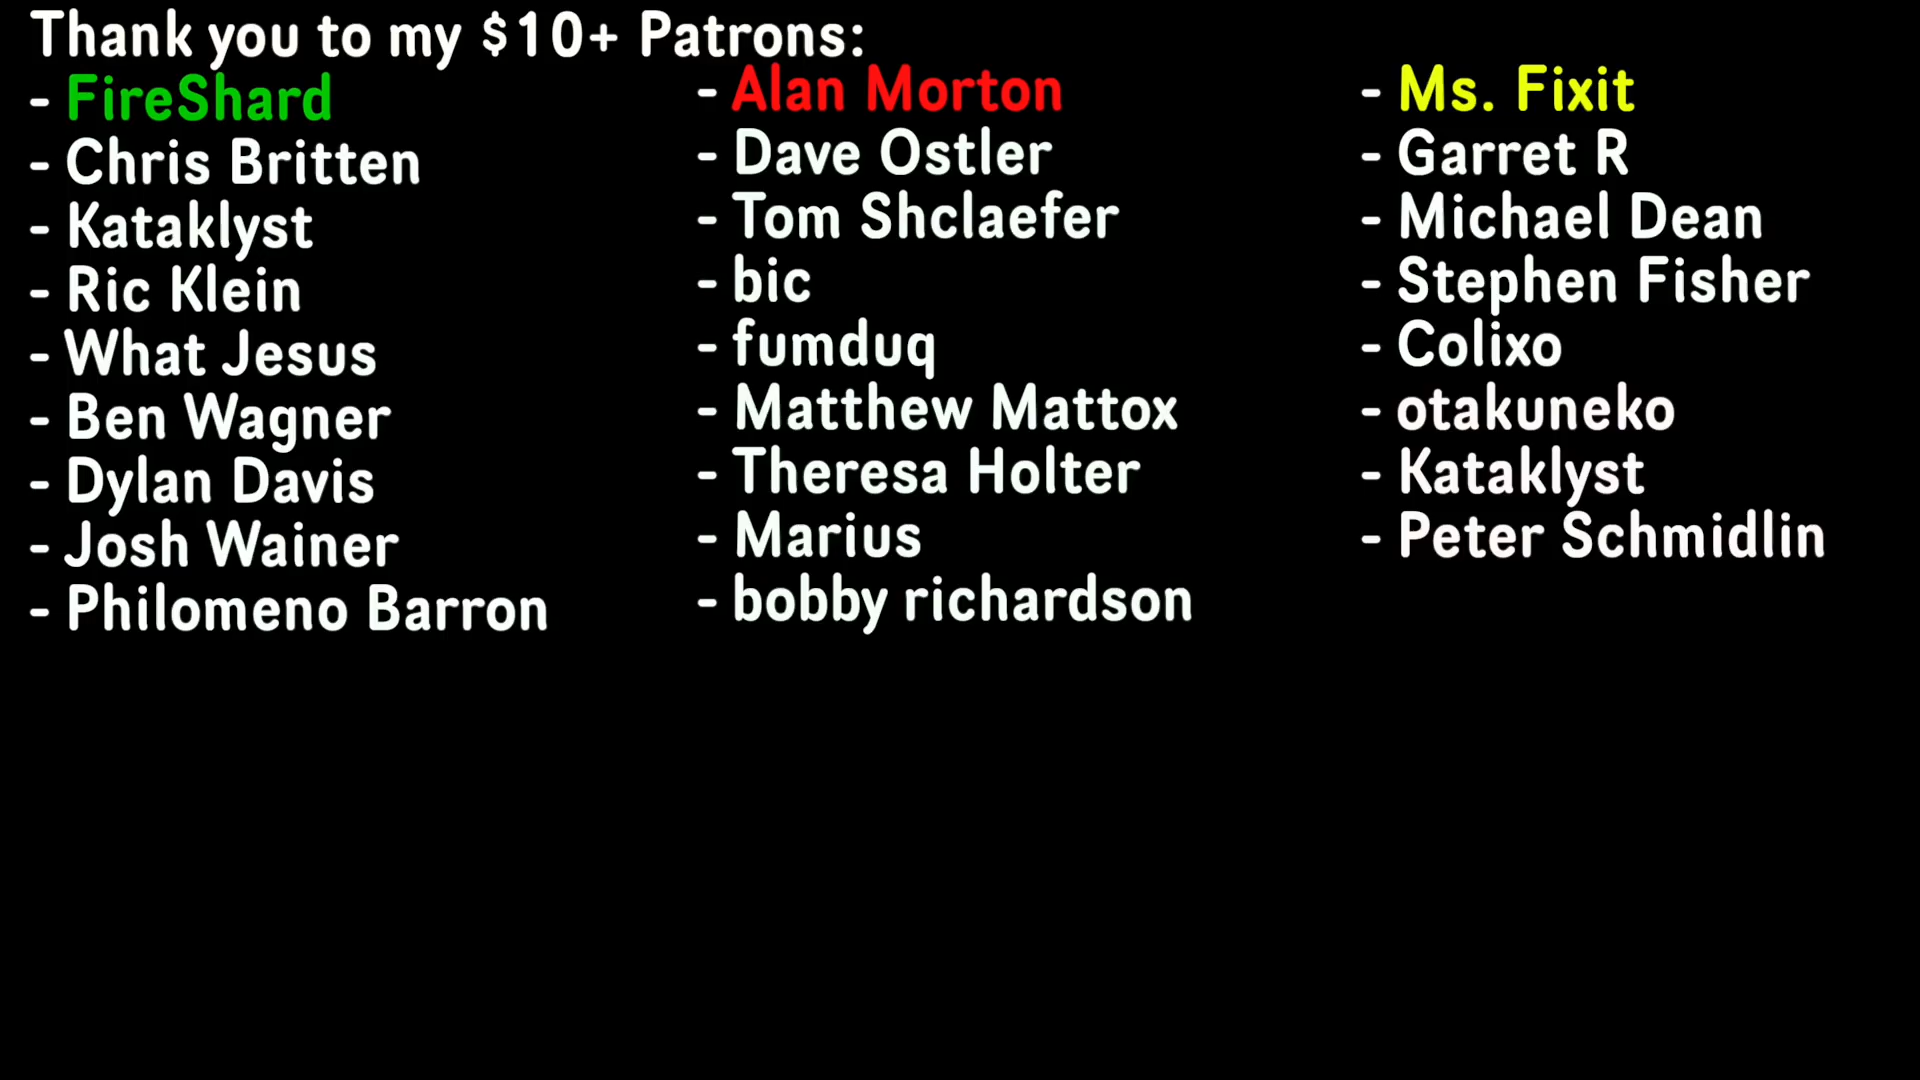 Thank you to my $10+ Patrons:
- FireShard
- Chris Britten
- Kataklyst
- Ric Klein
- What Jesus
- Ben Wagner
- Dylan Davis
- Josh Wainer
- Philomeno Barron
- Alan Morton
- Dave Ostler
- Tom Shclaefer
- bic
- fumduq
- Matthew Mattox
- Theresa Holter
- Marius
- bobby richardson
- Ms. Fixit
- Garret R
- Michael Dean
- Stephen Fisher
- Colixo
- otakuneko
- Kataklyst
- Peter Schmidlin